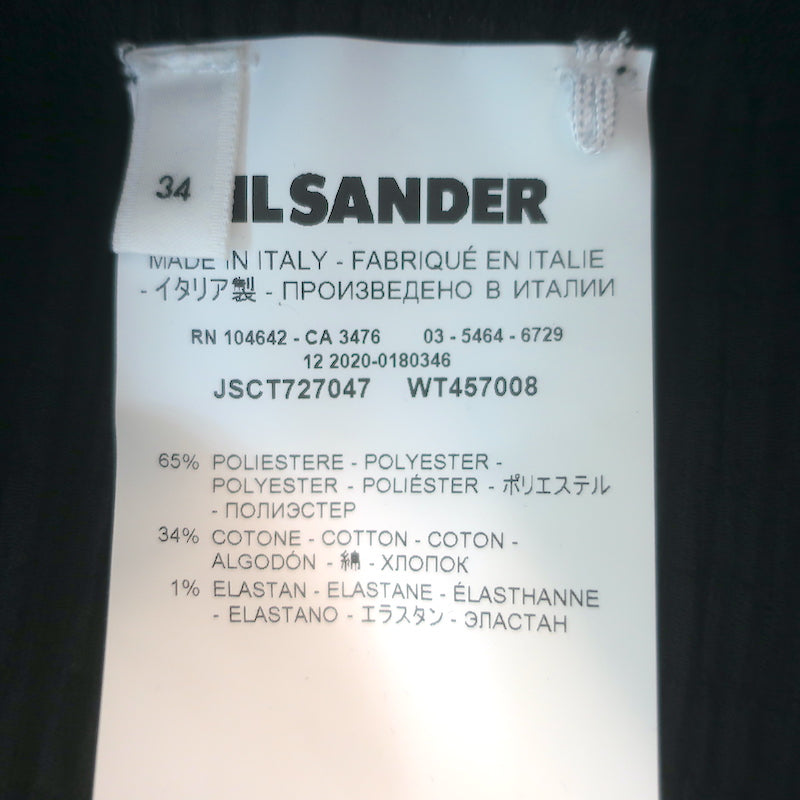 34
JIL SANDER
MADE IN ITALY - FABRIQUÉ EN ITALIE
- イタリア製 - ПРОИЗВЕДЕНО В ИТАЛИИ
RN 104642 - CA 3476 03 - 5464 - 6729
12 2020-0180346
JSCT727047 WT457008
65% POLIESTERE - POLYESTER -
POLYESTER - POLIÉSTER - ポリエステル
- ПОЛИЭСТЕР
34% COTONE - COTTON - COTON -
ALGODÓN - 綿 - ХЛОПОК
1% ELASTAN - ELASTANE - ÉLASTHANNE
- ELASTANO - エラスタン - ЭЛАСТАН